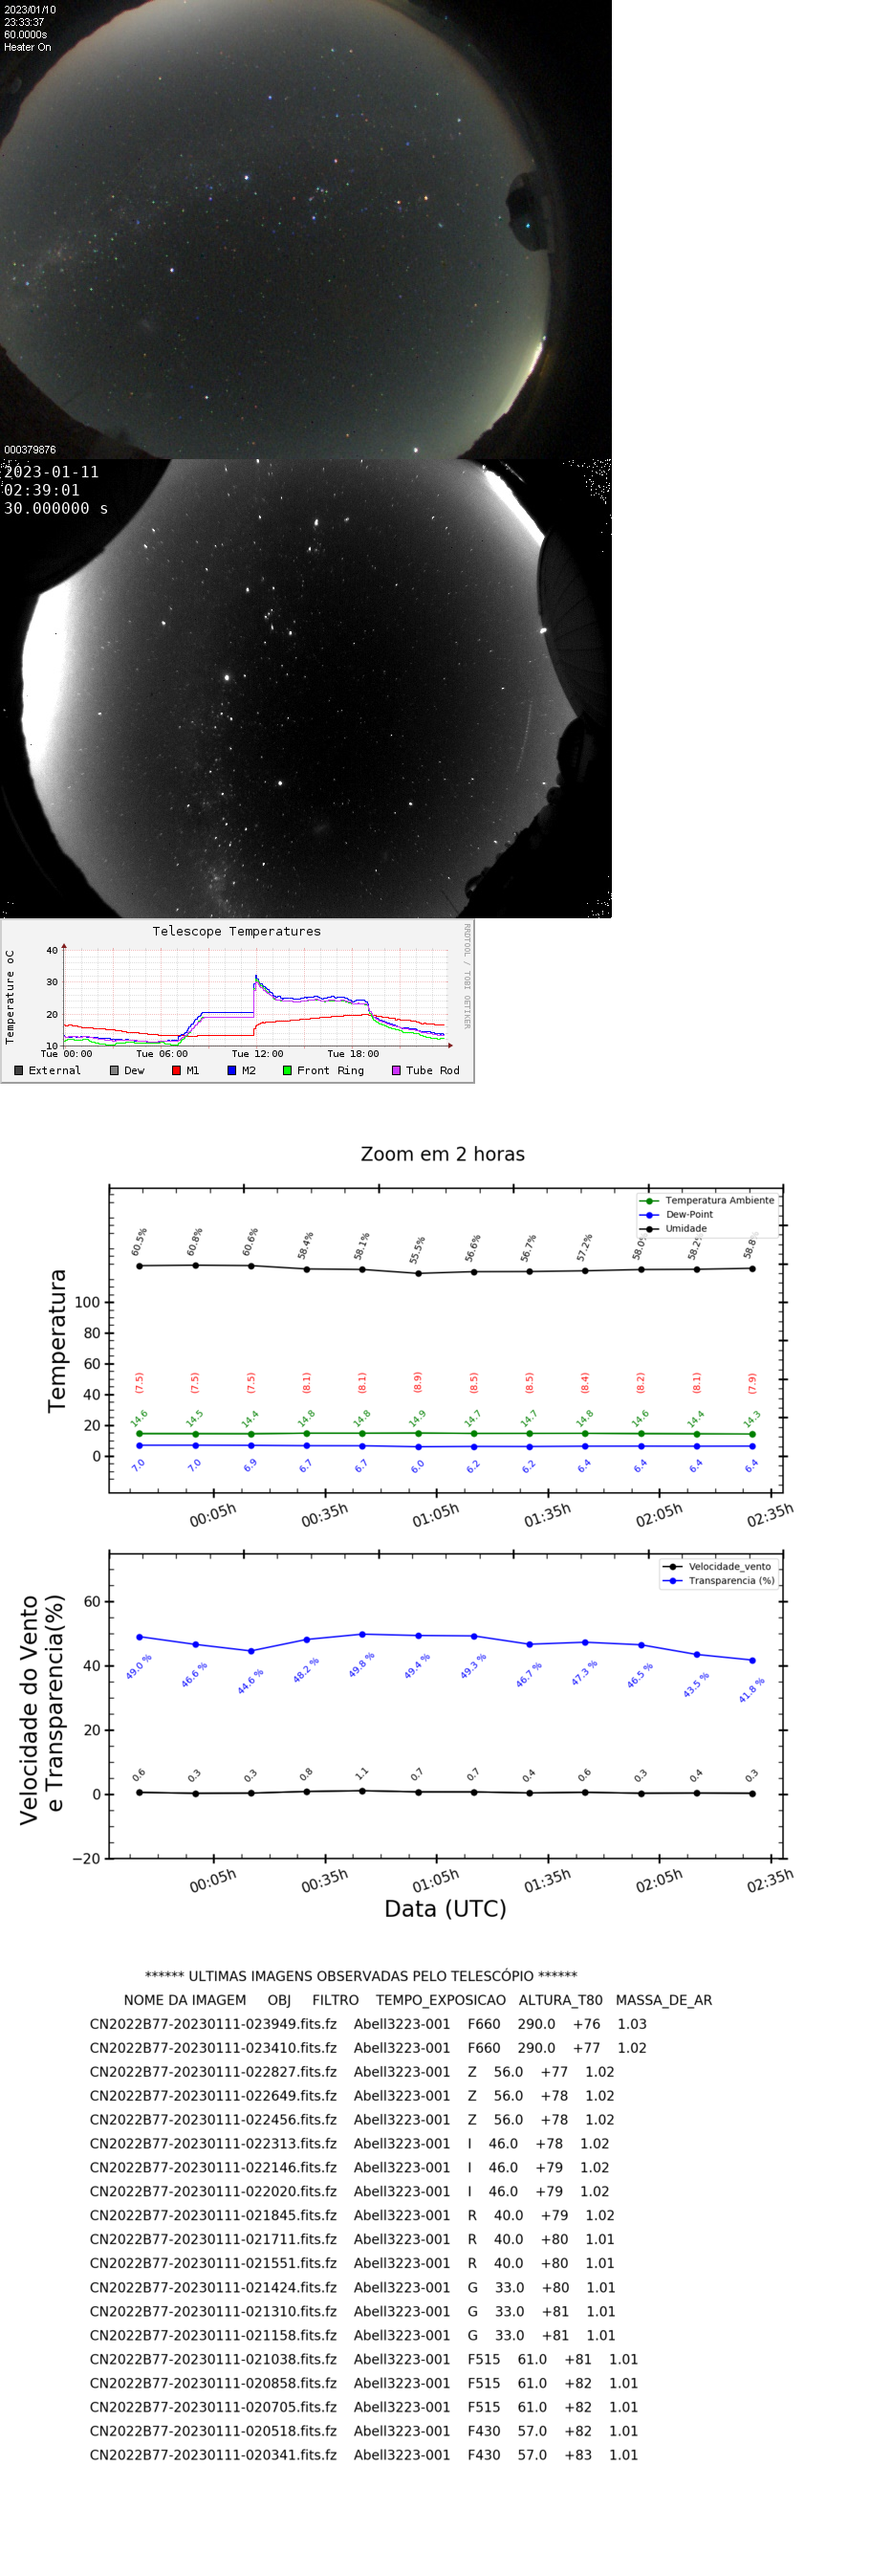 2023/01/10
23:33:37
60.0000s
Heater On
000379876
2023-01-11
02:39:01
30.000000 s
Telescope Temperatures
RRDTOOL / TOBI OETIKER
Temperature oC
40
30
20
10
Tue 00:00 Tue 06:00 Tue 12:00 Tue 18:00
External Dew M1 M2 Front Ring Tube Rod
Zoom em 2 horas
Temperatura Ambiente
Dew-Point
Umidade
60.5% 60.8% 60.6% 58.4% 58.1% 55.5% 56.6% 56.7% 57.2% 58.0% 58.2% 58.8%
Temperatura
100
80
60
40
20
0
(7.5) (7.5) (7.5) (8.1) (8.1) (8.9) (8.5) (8.5) (8.4) (8.2) (8.1) (7.9)
14.6 14.5 14.4 14.8 14.8 14.9 14.7 14.7 14.8 14.6 14.4 14.3
7.0 7.0 6.9 6.7 6.7 6.0 6.2 6.2 6.4 6.4 6.4 6.4
00:05h 00:35h 01:05h 01:35h 02:05h 02:35h
Velocidade_vento
Transparencia (%)
Velocidade do Vento
e Transparencia(%)
60
40
20
0
−20
49.0 % 46.6 % 44.6 % 48.2 % 49.8 % 49.4 % 49.3 % 46.7 % 47.3 % 46.5 % 43.5 % 41.8 %
0.6 0.3 0.3 0.8 1.1 0.7 0.7 0.4 0.6 0.3 0.4 0.3
00:05h 00:35h 01:05h 01:35h 02:05h 02:35h
Data (UTC)
****** ULTIMAS IMAGENS OBSERVADAS PELO TELESCÓPIO ******
NOME DA IMAGEM OBJ FILTRO TEMPO_EXPOSICAO ALTURA_T80 MASSA_DE_AR
CN2022B77-20230111-023949.fits.fz Abell3223-001 F660 290.0 +76 1.03
CN2022B77-20230111-023410.fits.fz Abell3223-001 F660 290.0 +77 1.02
CN2022B77-20230111-022827.fits.fz Abell3223-001 Z 56.0 +77 1.02
CN2022B77-20230111-022649.fits.fz Abell3223-001 Z 56.0 +78 1.02
CN2022B77-20230111-022456.fits.fz Abell3223-001 Z 56.0 +78 1.02
CN2022B77-20230111-022313.fits.fz Abell3223-001 I 46.0 +78 1.02
CN2022B77-20230111-022146.fits.fz Abell3223-001 I 46.0 +79 1.02
CN2022B77-20230111-022020.fits.fz Abell3223-001 I 46.0 +79 1.02
CN2022B77-20230111-021845.fits.fz Abell3223-001 R 40.0 +79 1.02
CN2022B77-20230111-021711.fits.fz Abell3223-001 R 40.0 +80 1.01
CN2022B77-20230111-021551.fits.fz Abell3223-001 R 40.0 +80 1.01
CN2022B77-20230111-021424.fits.fz Abell3223-001 G 33.0 +80 1.01
CN2022B77-20230111-021310.fits.fz Abell3223-001 G 33.0 +81 1.01
CN2022B77-20230111-021158.fits.fz Abell3223-001 G 33.0 +81 1.01
CN2022B77-20230111-021038.fits.fz Abell3223-001 F515 61.0 +81 1.01
CN2022B77-20230111-020858.fits.fz Abell3223-001 F515 61.0 +82 1.01
CN2022B77-20230111-020705.fits.fz Abell3223-001 F515 61.0 +82 1.01
CN2022B77-20230111-020518.fits.fz Abell3223-001 F430 57.0 +82 1.01
CN2022B77-20230111-020341.fits.fz Abell3223-001 F430 57.0 +83 1.01